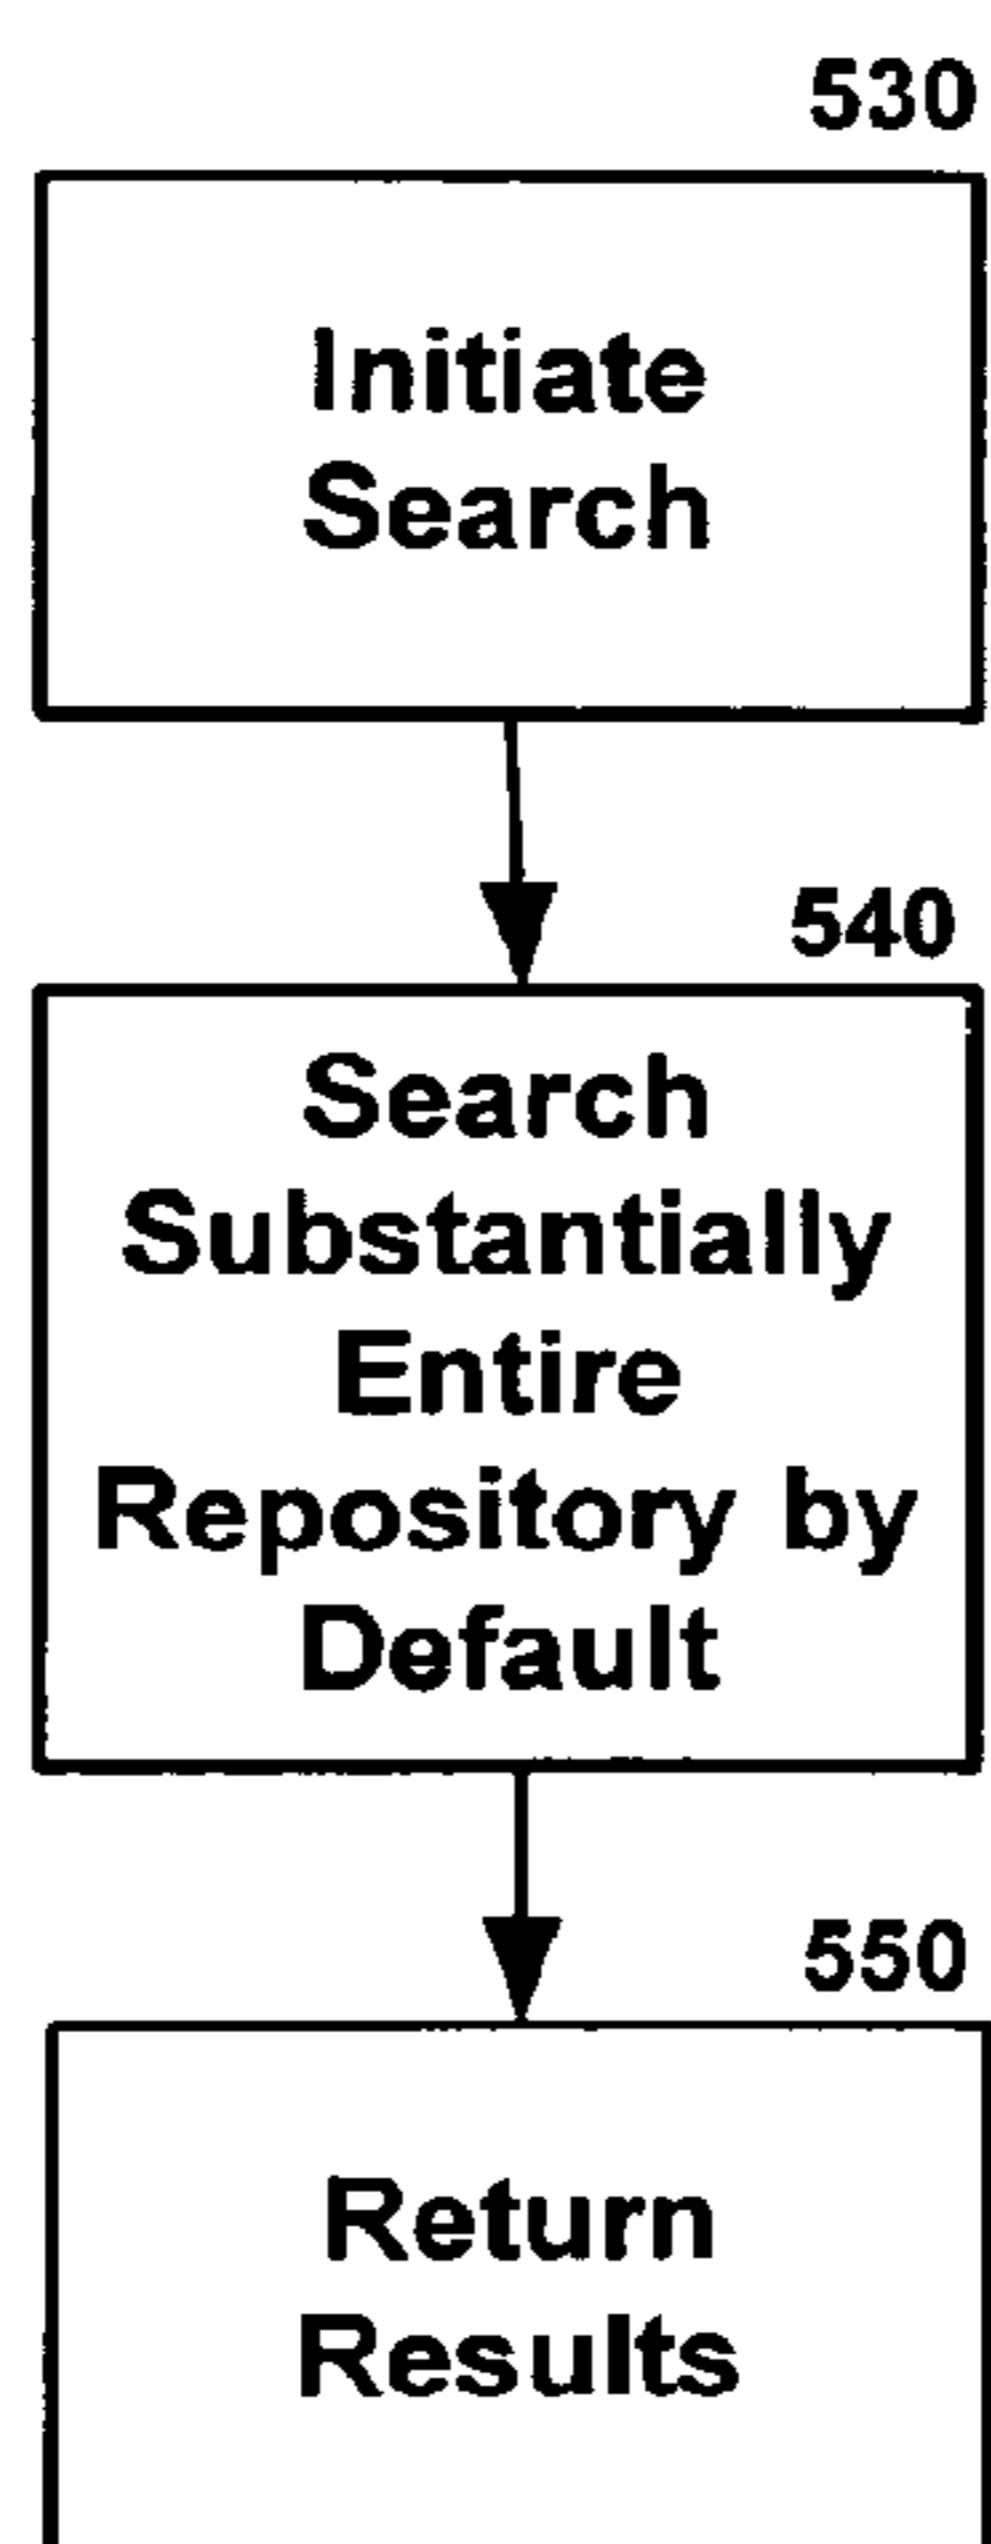 530
Initiate
Search
540
Search
Substantially
Entire
Repository by
Default
550
Return
Results